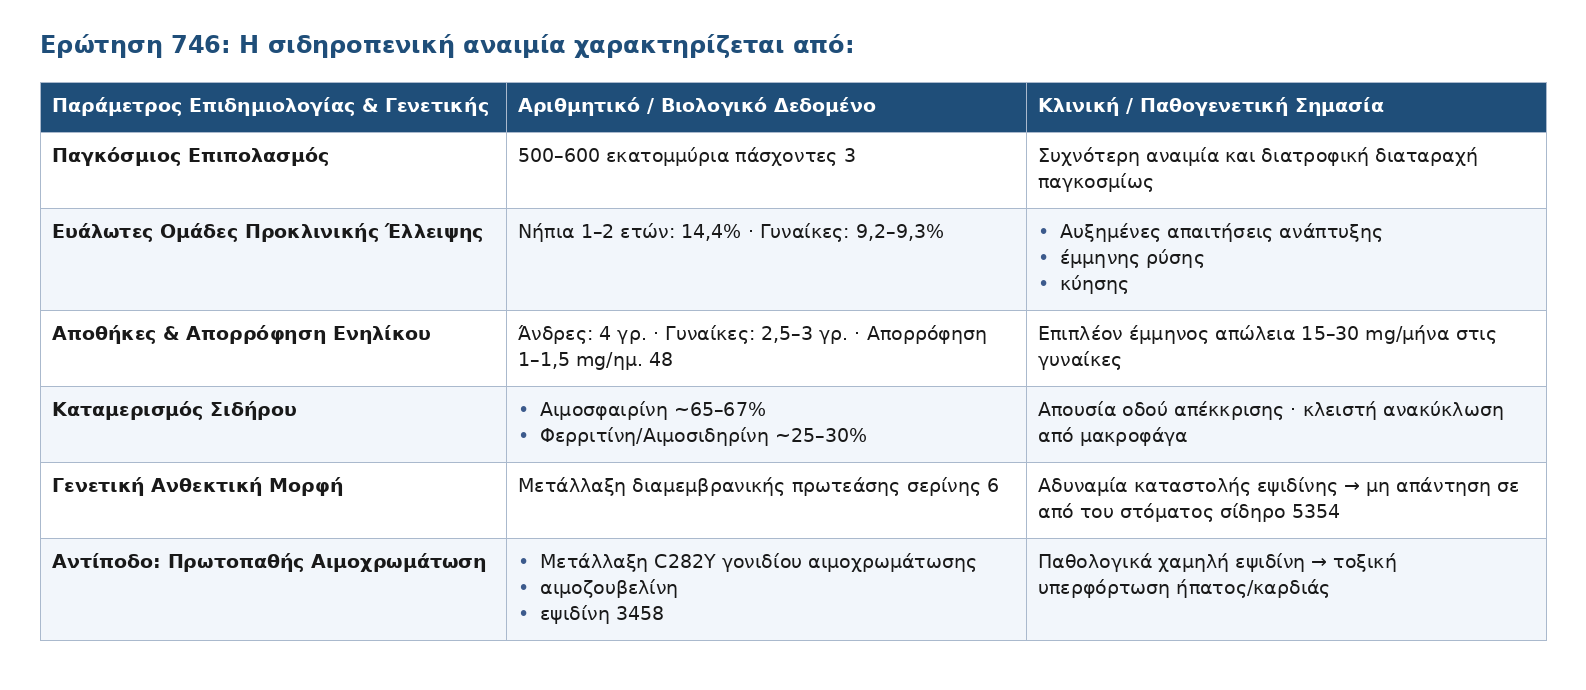 Ερώτηση 746: Η σιδηροπενική αναιμία χαρακτηρίζεται από:
Παράμετρος Επιδημιολογίας & Γενετικής
Αριθμητικό / Βιολογικό Δεδομένο
Κλινική / Παθογενετική Σημασία
Παγκόσμιος Επιπολασμός
500–600 εκατομμύρια πάσχοντες 3
Συχνότερη αναιμία και διατροφική διαταραχή
παγκοσμίως
Ευάλωτες Ομάδες Προκλινικής Έλλειψης
Νήπια 1–2 ετών: 14,4% · Γυναίκες: 9,2–9,3%
• Αυξημένες απαιτήσεις ανάπτυξης
• έμμηνης ρύσης
• κύησης
Αποθήκες & Απορρόφηση Ενηλίκου
Άνδρες: 4 γρ. · Γυναίκες: 2,5–3 γρ. · Απορρόφηση
1–1,5 mg/ημ. 48
Επιπλέον έμμηνος απώλεια 15–30 mg/μήνα στις
γυναίκες
Καταμερισμός Σιδήρου
• Αιμοσφαιρίνη ~65–67%
• Φερριτίνη/Αιμοσιδηρίνη ~25–30%
Απουσία οδού απέκκρισης · κλειστή ανακύκλωση
από μακροφάγα
Γενετική Ανθεκτική Μορφή
Μετάλλαξη διαμεμβρανικής πρωτεάσης σερίνης 6
Αδυναμία καταστολής εψιδίνης → μη απάντηση σε
από του στόματος σίδηρο 5354
Αντίποδο: Πρωτοπαθής Αιμοχρωμάτωση
• Μετάλλαξη C282Y γονιδίου αιμοχρωμάτωσης
• αιμοζουβελίνη
• εψιδίνη 3458
Παθολογικά χαμηλή εψιδίνη → τοξική
υπερφόρτωση ήπατος/καρδιάς